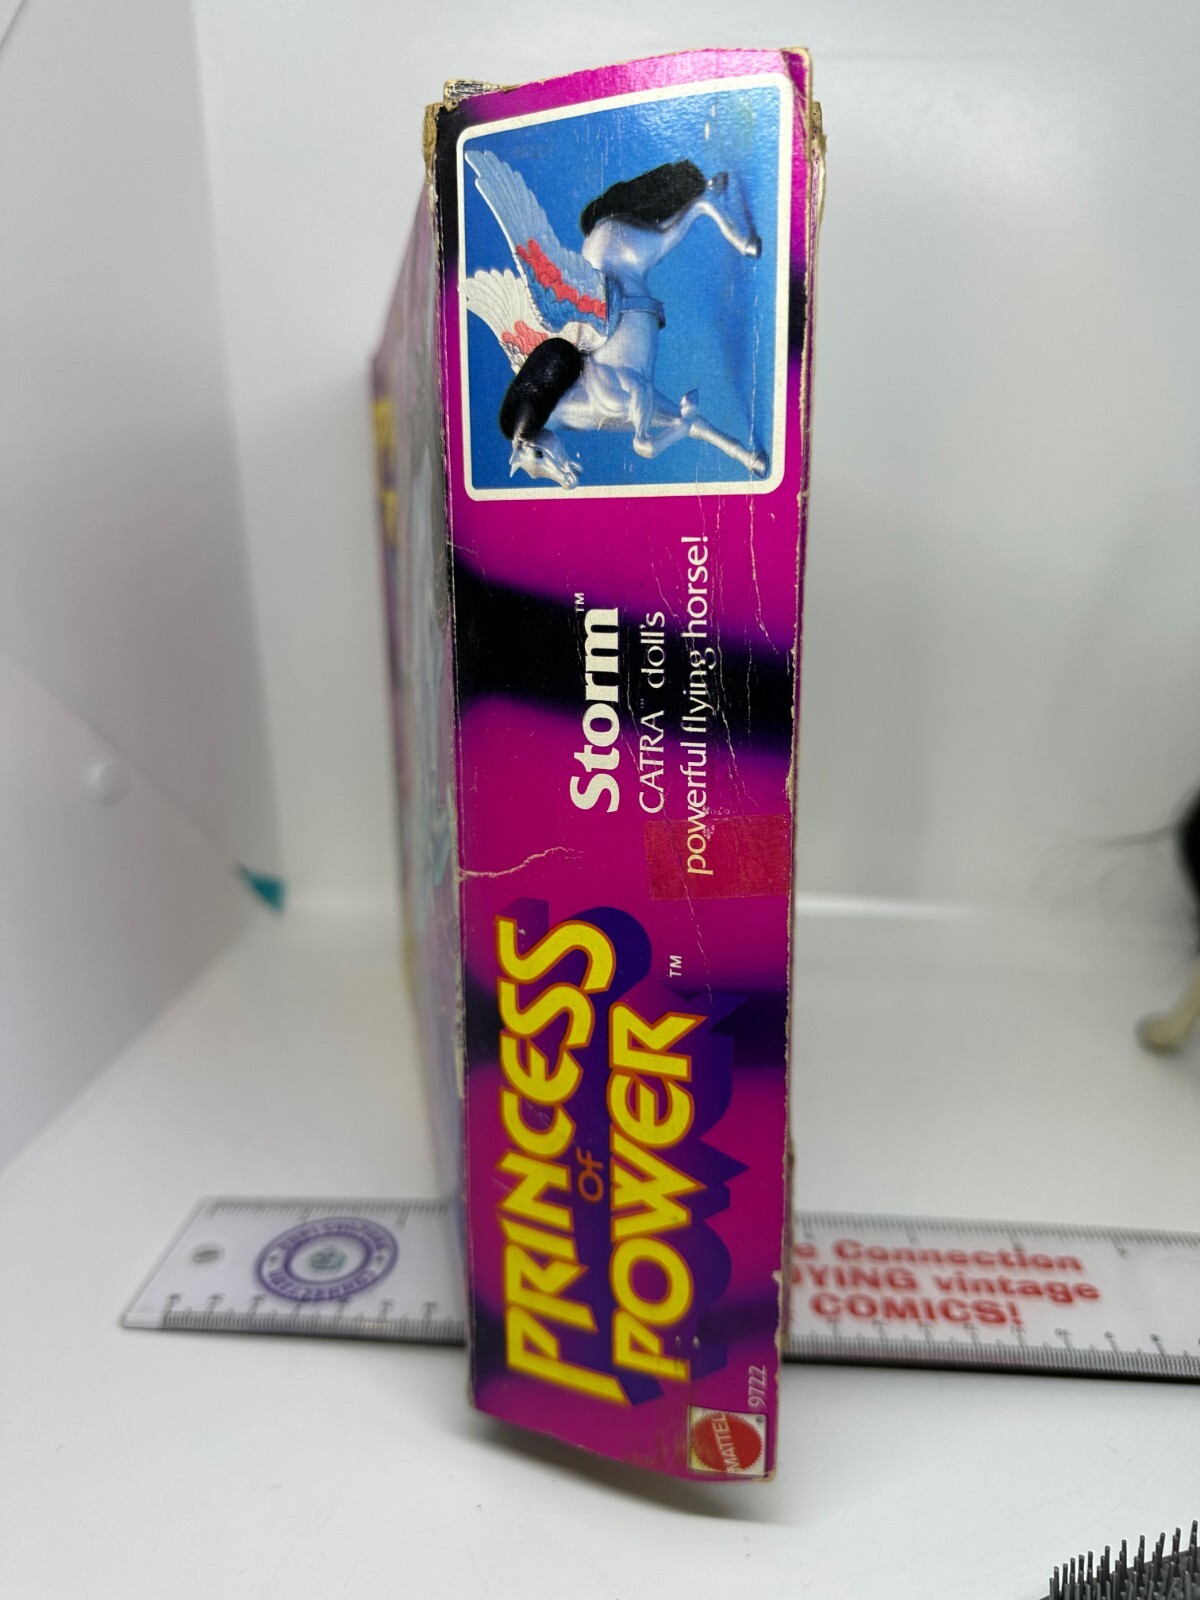 PRINCESS
OF
POWER™
Storm™
CATRA™ doll's
powerful flying horse!
MATTEL®
9722
Connection
YING vintage
COMICS!